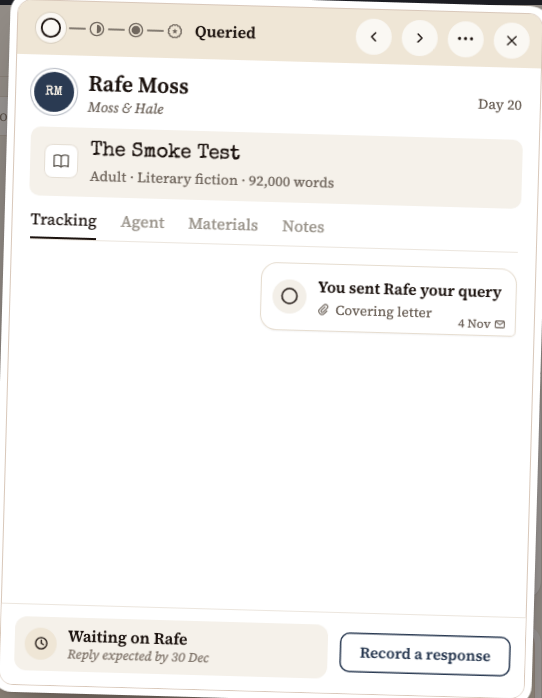 Queried
RM
Rafe Moss
Moss & Hale
Day 20
The Smoke Test
Adult · Literary fiction · 92,000 words
Tracking Agent Materials Notes
You sent Rafe your query
Covering letter
4 Nov
Waiting on Rafe
Reply expected by 30 Dec
Record a response